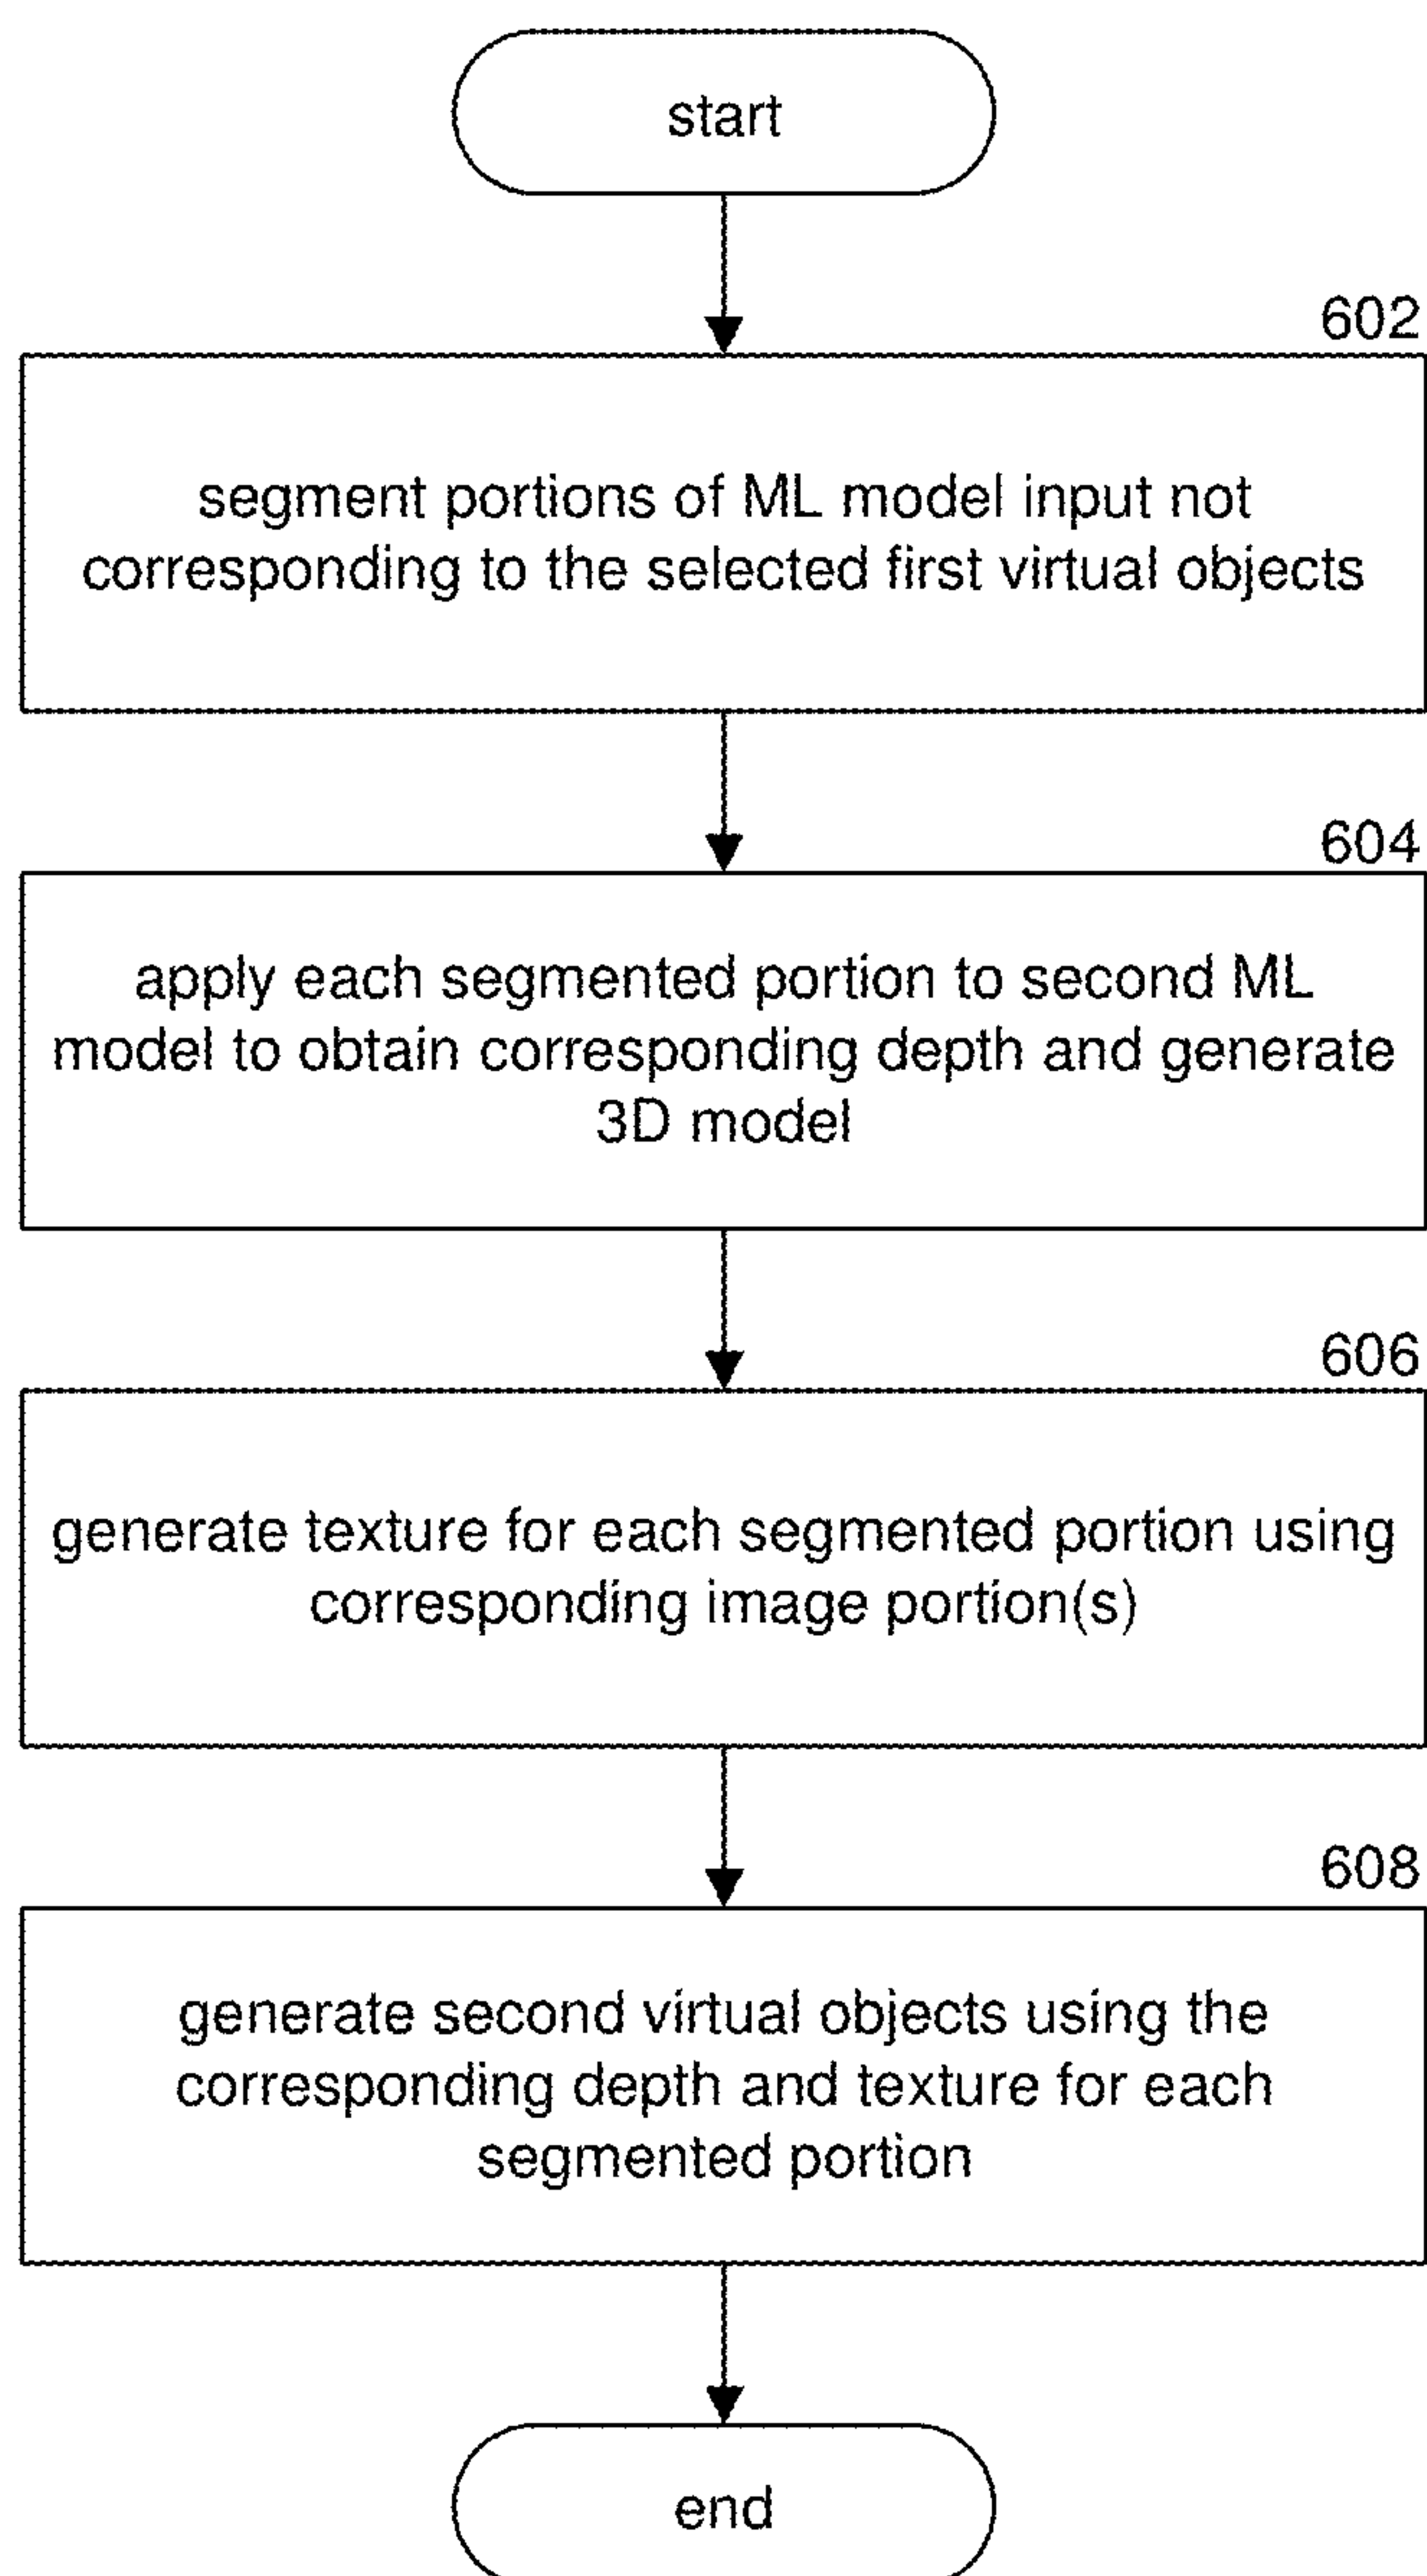 start
602
segment portions of ML model input not
corresponding to the selected first virtual objects
604
apply each segmented portion to second ML
model to obtain corresponding depth and generate
3D model
606
generate texture for each segmented portion using
corresponding image portion(s)
608
generate second virtual objects using the
corresponding depth and texture for each
segmented portion
end